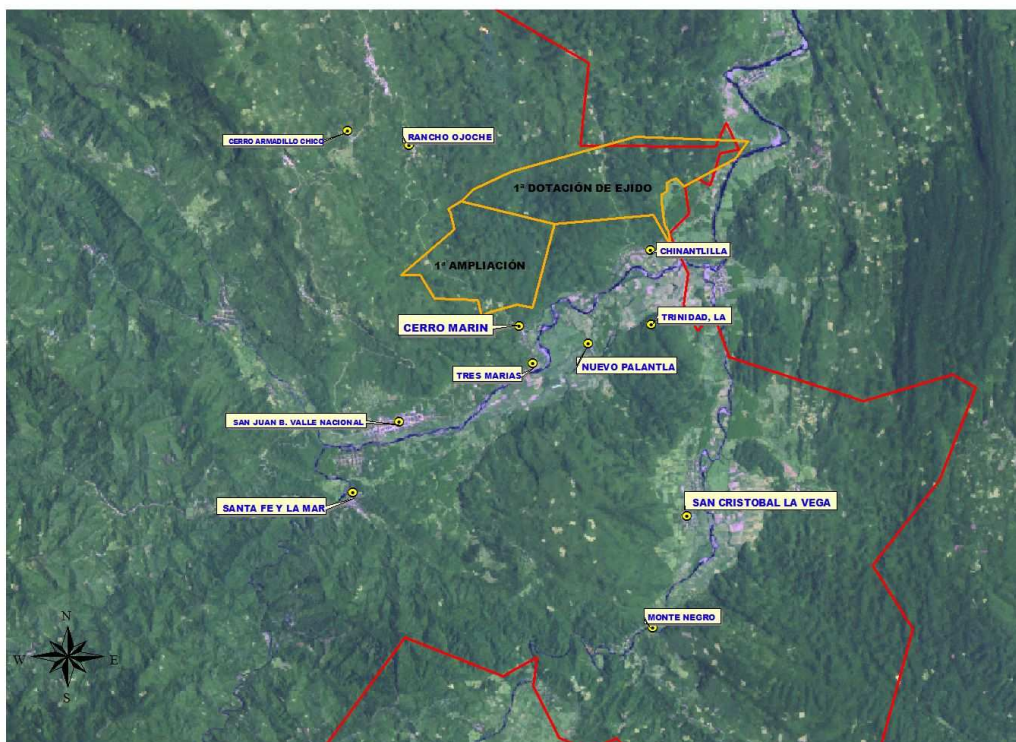 CERRO ARMADILLO CHICO
RANCHO OJOCHE
1ª DOTACIÓN DE EJIDO
CHINANTLILLA
1ª AMPLIACIÓN
TRINIDAD, LA
CERRO MARIN
NUEVO PALANTLA
TRES MARIAS
SAN JUAN B. VALLE NACIONAL
SAN CRISTOBAL LA VEGA
SANTA FE Y LA MAR
MONTE NEGRO
N
W
E
S